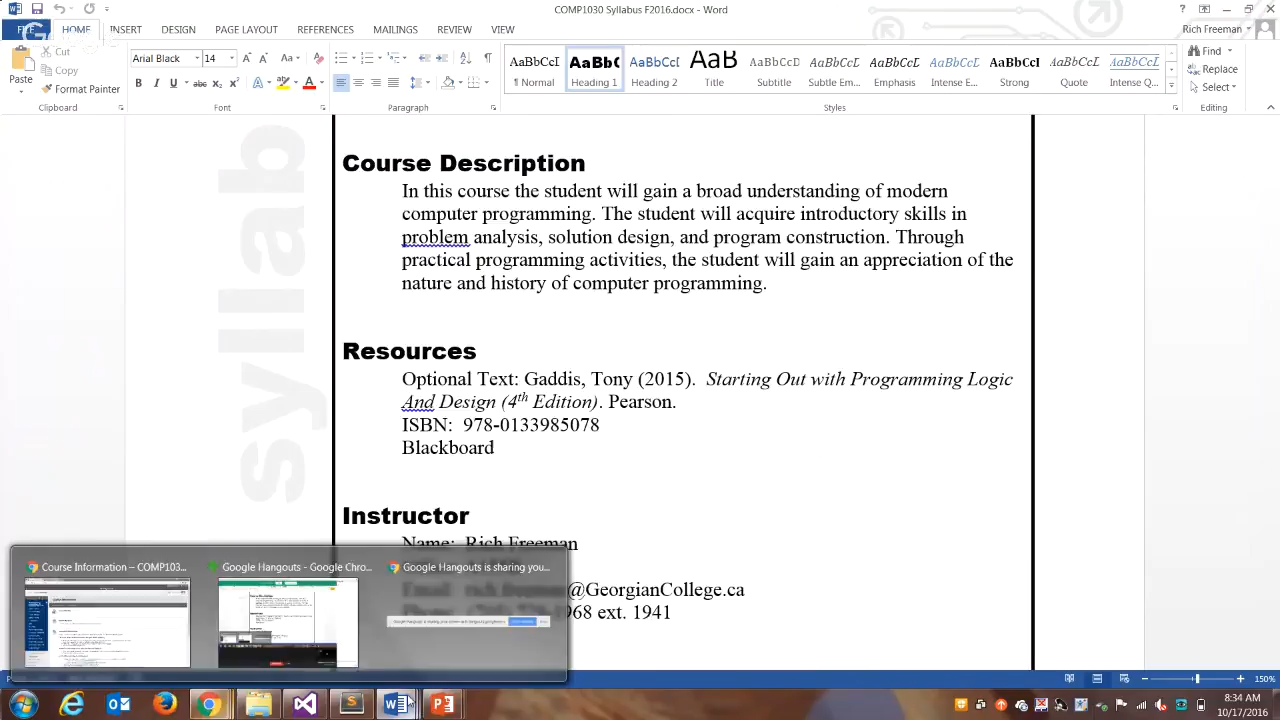 COMP1030 Syllabus F2016.docx - Word
FILE HOME INSERT DESIGN PAGE LAYOUT REFERENCES MAILINGS REVIEW VIEW Rich Freeman
Paste
Cut
Copy
Format Painter
Clipboard
Arial Black 14
Font
Paragraph
AaBbCcDc AaBb( AaBbCcI AaB AaBbCcD AaBbCcL AaBbCcL AaBbCcL AaBbCcL AaBbCcL AaBbCcL
¶ Normal Heading 1 Heading 2 Title Subtitle Subtle Em... Emphasis Intense E... Strong Quote Intense Q...
Styles
Find
Replace
Select
Editing
syllab
Course Description
In this course the student will gain a broad understanding of modern
computer programming. The student will acquire introductory skills in
problem analysis, solution design, and program construction. Through
practical programming activities, the student will gain an appreciation of the
nature and history of computer programming.
Resources
Optional Text: Gaddis, Tony (2015). Starting Out with Programming Logic
And Design (4th Edition). Pearson.
ISBN: 978-0133985078
Blackboard
Instructor
Name: Rich Freeman
@GeorgianCollege.ca
968 ext. 1941
Course Information – COMP103... Google Hangouts - Google Chro... Google Hangouts is sharing you...
150%
8:34 AM
10/17/2016